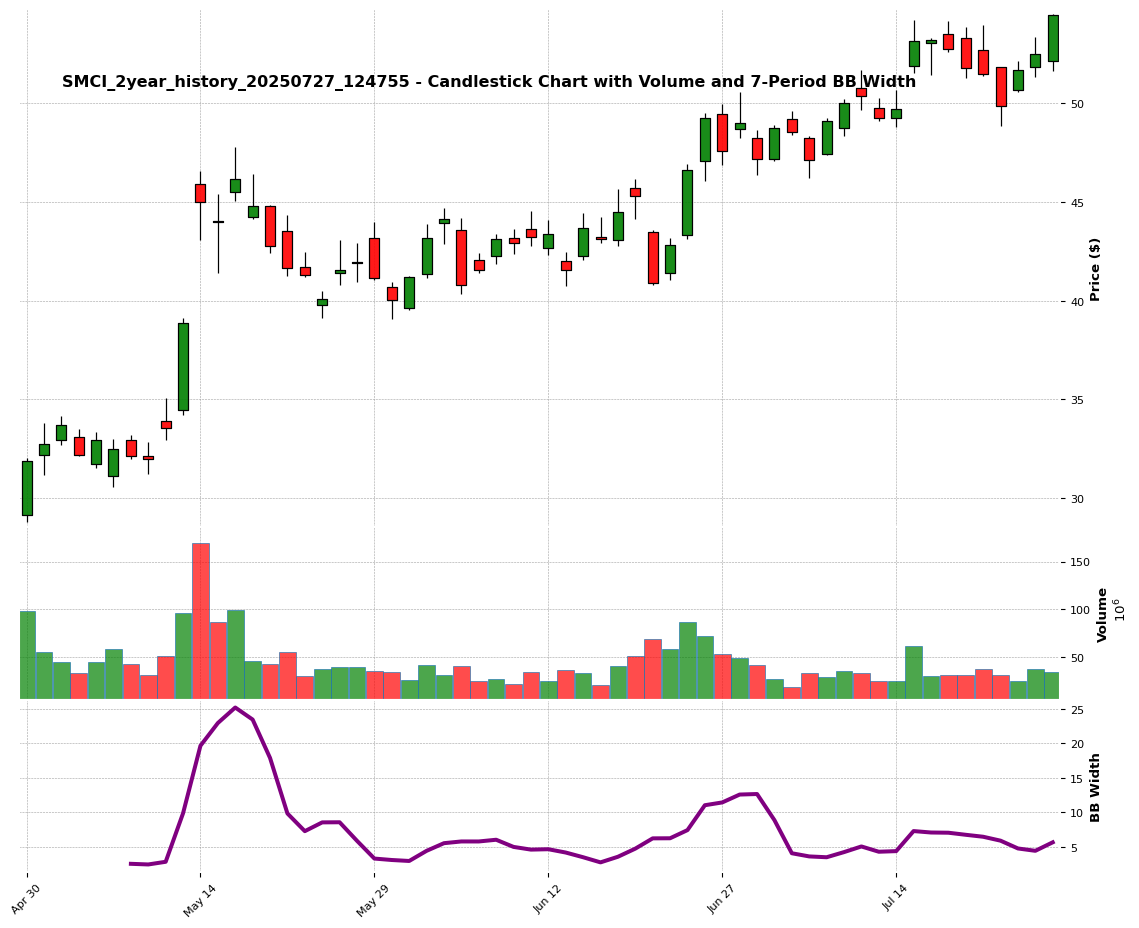 SMCI_2year_history_20250727_124755 - Candlestick Chart with Volume and 7-Period BB Width
50
45
40
35
30
Price ($)
150
100
50
Volume
10^6
25
20
15
10
5
BB Width
Apr 30
May 14
May 29
Jun 12
Jun 27
Jul 14